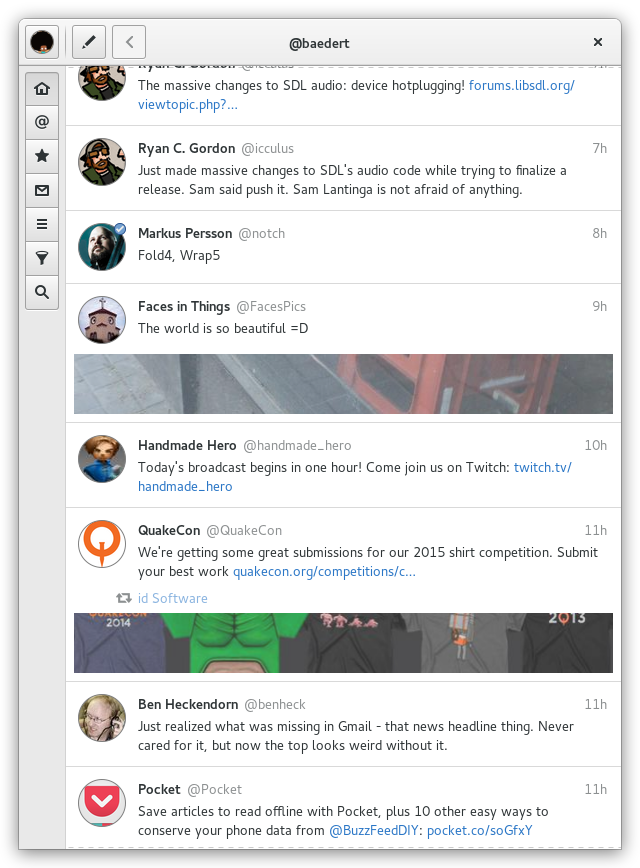 @baedert
Ryan C. Gordon @icculus
The massive changes to SDL audio: device hotplugging! forums.libsdl.org/
viewtopic.php?...
Ryan C. Gordon @icculus 7h
Just made massive changes to SDL's audio code while trying to finalize a
release. Sam said push it. Sam Lantinga is not afraid of anything.
Markus Persson @notch 8h
Fold4, Wrap5
Faces in Things @FacesPics 9h
The world is so beautiful =D
Handmade Hero @handmade_hero 10h
Today's broadcast begins in one hour! Come join us on Twitch: twitch.tv/
handmade_hero
QuakeCon @QuakeCon 11h
We're getting some great submissions for our 2015 shirt competition. Submit
your best work quakecon.org/competitions/c...
id Software
QUAKECON
2014
2013
Ben Heckendorn @benheck 11h
Just realized what was missing in Gmail - that news headline thing. Never
cared for it, but now the top looks weird without it.
Pocket @Pocket 11h
Save articles to read offline with Pocket, plus 10 other easy ways to
conserve your phone data from @BuzzFeedDIY: pocket.co/soGfxY